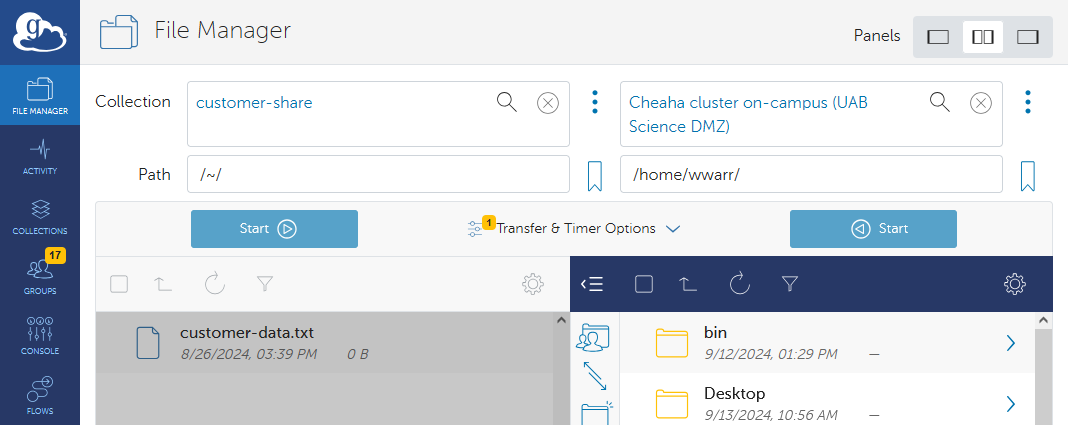 g
File Manager
Panels
FILE MANAGER
ACTIVITY
COLLECTIONS
17
GROUPS
CONSOLE
FLOWS
Collection
customer-share
Cheaha cluster on-campus (UAB
Science DMZ)
Path
/~/
/home/wwarr/
Start
1
Transfer & Timer Options
Start
customer-data.txt
8/26/2024, 03:39 PM 0 B
bin
9/12/2024, 01:29 PM —
Desktop
9/13/2024, 10:56 AM —